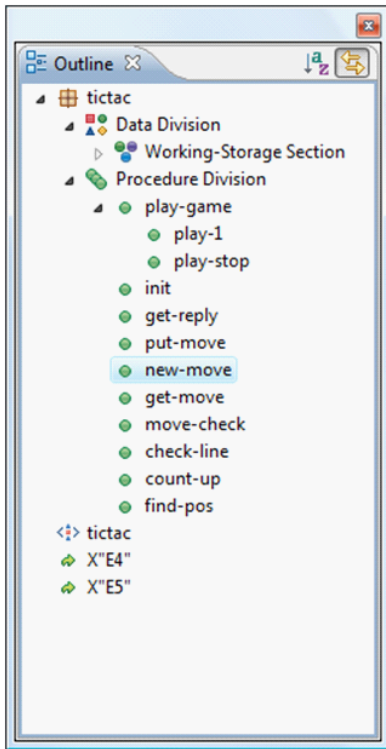 Outline
a
z
tictac
Data Division
Working-Storage Section
Procedure Division
play-game
play-1
play-stop
init
get-reply
put-move
new-move
get-move
move-check
check-line
count-up
find-pos
tictac
X"E4"
X"E5"